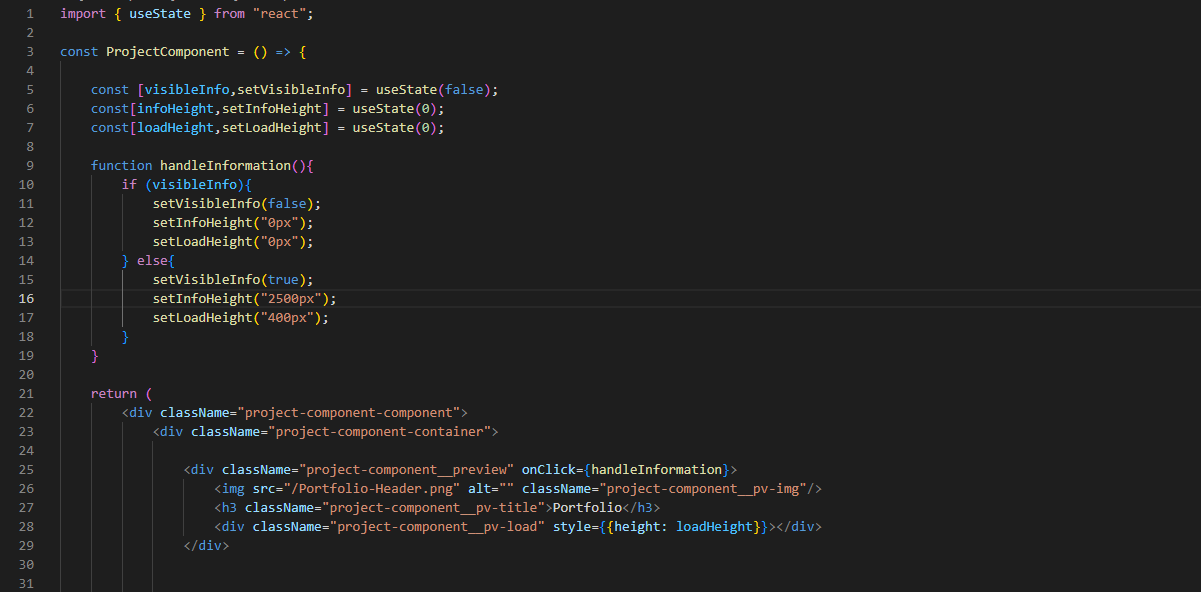 1 import { useState } from "react";
2
3 const ProjectComponent = () => {
4
5 const [visibleInfo,setVisibleInfo] = useState(false);
6 const[infoHeight,setInfoHeight] = useState(0);
7 const[loadHeight,setLoadHeight] = useState(0);
8
9 function handleInformation(){
10 if (visibleInfo){
11 setVisibleInfo(false);
12 setInfoHeight("0px");
13 setLoadHeight("0px");
14 } else{
15 setVisibleInfo(true);
16 setInfoHeight("2500px");
17 setLoadHeight("400px");
18 }
19 }
20
21 return (
22 <div className="project-component-component">
23 <div className="project-component-container">
24
25 <div className="project-component__preview" onClick={handleInformation}>
26 <img src="/Portfolio-Header.png" alt="" className="project-component__pv-img"/>
27 <h3 className="project-component__pv-title">Portfolio</h3>
28 <div className="project-component__pv-load" style={{height: loadHeight}}></div>
29 </div>
30
31